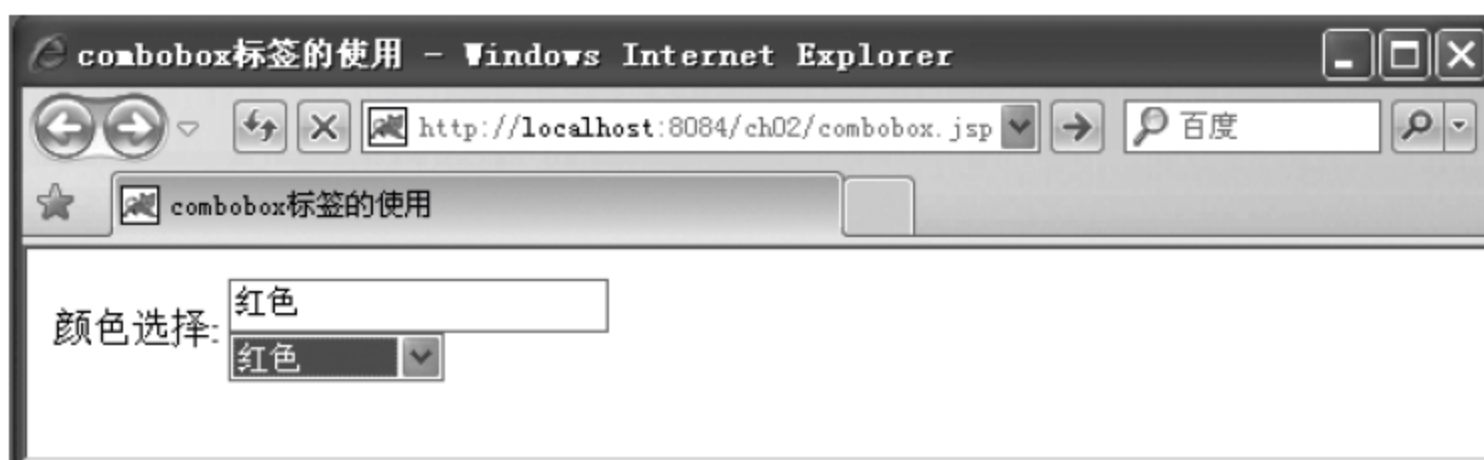 combobox标签的使用 - Windows Internet Explorer
http://localhost:8084/ch02/combobox.jsp 百度
combobox标签的使用
颜色选择: 红色
红色